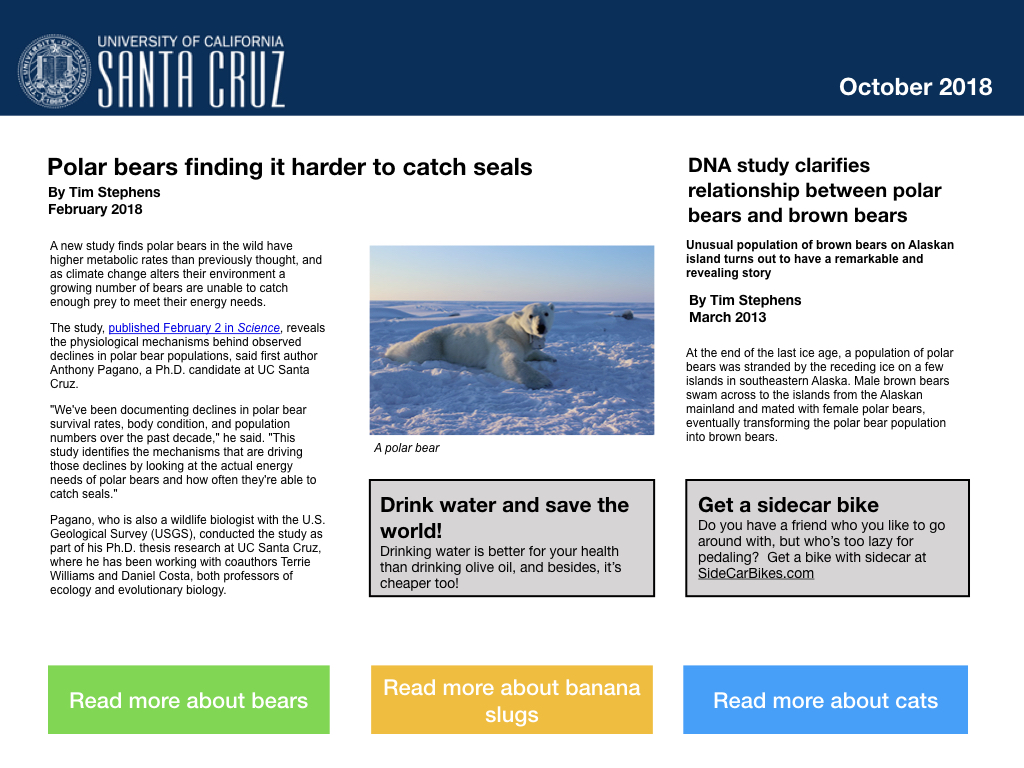 UNIVERSITY OF CALIFORNIA
SANTA CRUZ
October 2018
Polar bears finding it harder to catch seals
By Tim Stephens
February 2018
A new study finds polar bears in the wild have
higher metabolic rates than previously thought, and
as climate change alters their environment a
growing number of bears are unable to catch
enough prey to meet their energy needs.
The study, published February 2 in Science, reveals
the physiological mechanisms behind observed
declines in polar bear populations, said first author
Anthony Pagano, a Ph.D. candidate at UC Santa
Cruz.
"We've been documenting declines in polar bear
survival rates, body condition, and population
numbers over the past decade," he said. "This
study identifies the mechanisms that are driving
those declines by looking at the actual energy
needs of polar bears and how often they're able to
catch seals."
Pagano, who is also a wildlife biologist with the U.S.
Geological Survey (USGS), conducted the study as
part of his Ph.D. thesis research at UC Santa Cruz,
where he has been working with coauthors Terrie
Williams and Daniel Costa, both professors of
ecology and evolutionary biology.
A polar bear
Drink water and save the
world!
Drinking water is better for your health
than drinking olive oil, and besides, it’s
cheaper too!
DNA study clarifies
relationship between polar
bears and brown bears
Unusual population of brown bears on Alaskan
island turns out to have a remarkable and
revealing story
By Tim Stephens
March 2013
At the end of the last ice age, a population of polar
bears was stranded by the receding ice on a few
islands in southeastern Alaska. Male brown bears
swam across to the islands from the Alaskan
mainland and mated with female polar bears,
eventually transforming the polar bear population
into brown bears.
Get a sidecar bike
Do you have a friend who you like to go
around with, but who’s too lazy for
pedaling?  Get a bike with sidecar at
SideCarBikes.com
Read more about bears
Read more about banana
slugs
Read more about cats